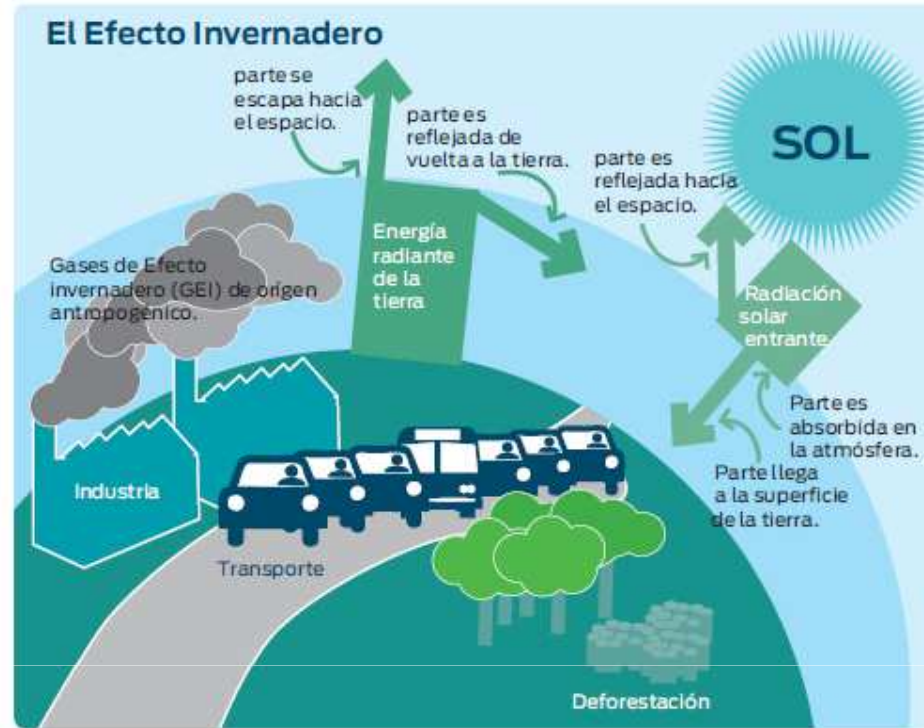 El Efecto Invernadero
parte se
escapa hacia
el espacio.
parte es
reflejada de
vuelta a la tierra.
parte es
reflejada hacia
el espacio.
SOL
Energía
radiante
de la
tierra
Gases de Efecto
invernadero (GEI) de origen
antropogénico.
Radiación
solar
entrante
Parte es
absorbida en
la atmósfera.
Parte llega
a la superficie
de la tierra.
Industria
Transporte
Deforestación